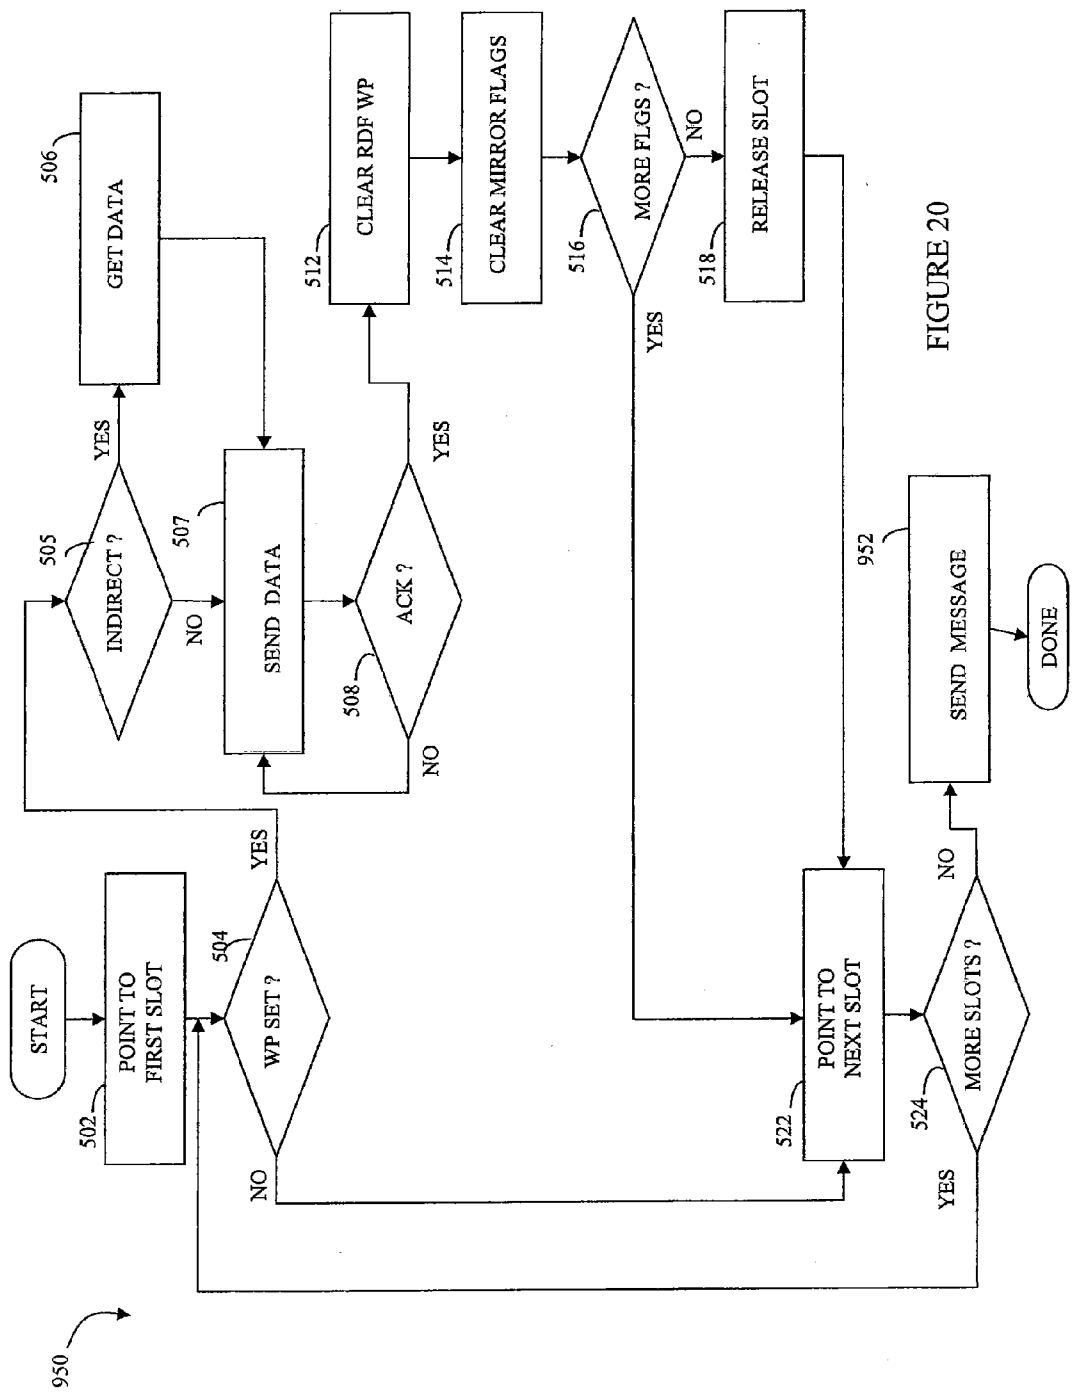 950
START
502
POINT TO
FIRST SLOT
504
WP SET ?
YES
NO
505
INDIRECT ?
YES
NO
506
GET DATA
507
SEND DATA
508
ACK ?
YES
NO
512
CLEAR RDF WP
514
CLEAR MIRROR FLAGS
516
MORE FLGS ?
YES
NO
518
RELEASE SLOT
522
POINT TO
NEXT SLOT
524
MORE SLOTS ?
YES
NO
952
SEND MESSAGE
DONE
FIGURE 20